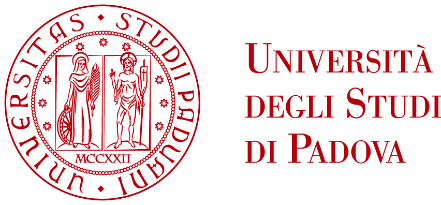 UNIVERSITAS • STUDII PADUANI •
MCCXXII
UNIVERSITÀ
DEGLI STUDI
DI PADOVA